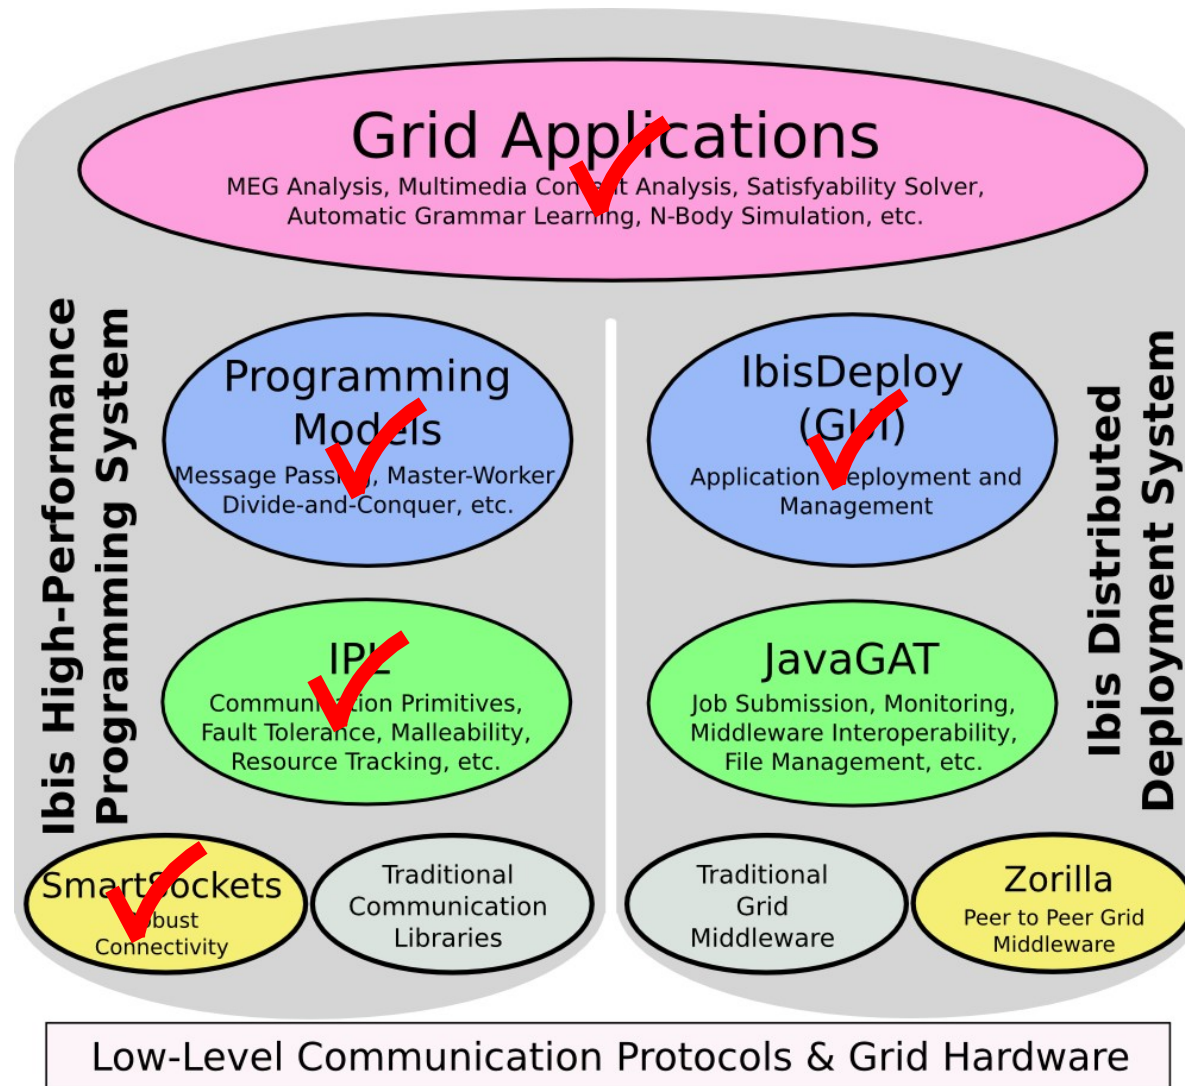 Grid Applications
MEG Analysis, Multimedia Content Analysis, Satisfyability Solver,
Automatic Grammar Learning, N-Body Simulation, etc.
Ibis High-Performance
Programming System
Programming
Models
Message Passing, Master-Worker
Divide-and-Conquer, etc.
IbisDeploy
(GUI)
Application Deployment and
Management
Ibis Distributed
Deployment System
IPL
Communication Primitives,
Fault Tolerance, Malleability,
Resource Tracking, etc.
JavaGAT
Job Submission, Monitoring,
Middleware Interoperability,
File Management, etc.
SmartSockets
Robust
Connectivity
Traditional
Communication
Libraries
Traditional
Grid
Middleware
Zorilla
Peer to Peer Grid
Middleware
Low-Level Communication Protocols & Grid Hardware